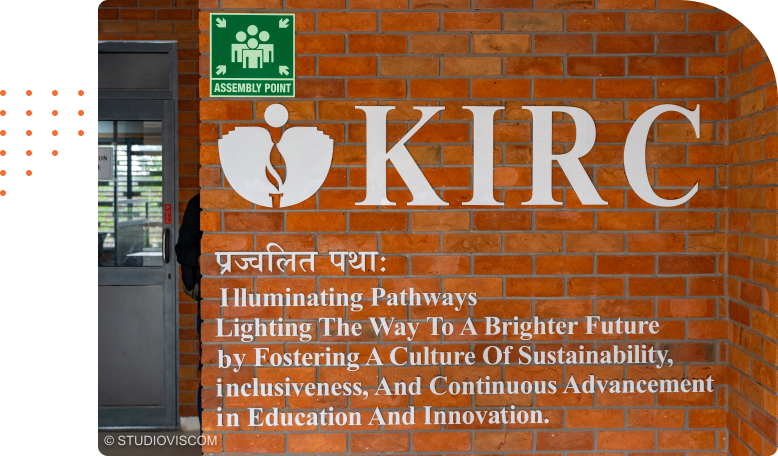 ASSEMBLY POINT
KIRC
प्रज्वलित पथाः
Illuminating Pathways
Lighting The Way To A Brighter Future
by Fostering A Culture Of Sustainability,
inclusiveness, And Continuous Advancement
in Education And Innovation.
© STUDIOVISCOM